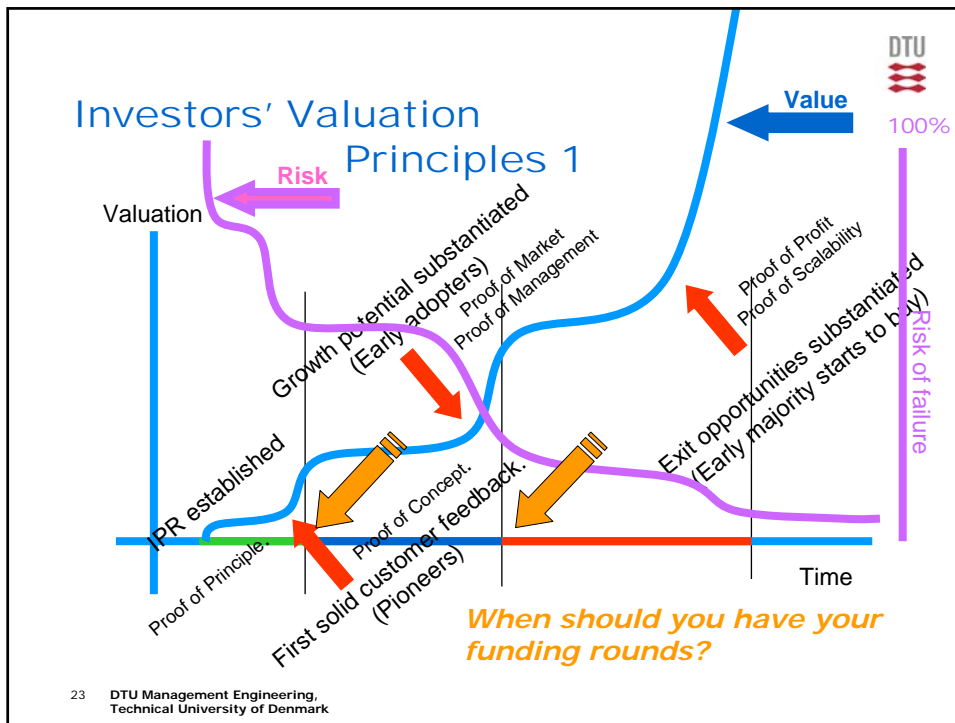 DTU
Investors' Valuation
Principles 1
Value
100%
Risk
Valuation
Growth potential substantiated
(Early adopters)
Proof of Market
Proof of Management
Proof of Profit
Proof of Scalability
Exit opportunities substantiated
(Early majority starts to buy)
Risk of failure
IPR established
Proof of Principle.
Proof of Concept.
First solid customer feedback.
(Pioneers)
Time
When should you have your
funding rounds?
23 DTU Management Engineering,
Technical University of Denmark